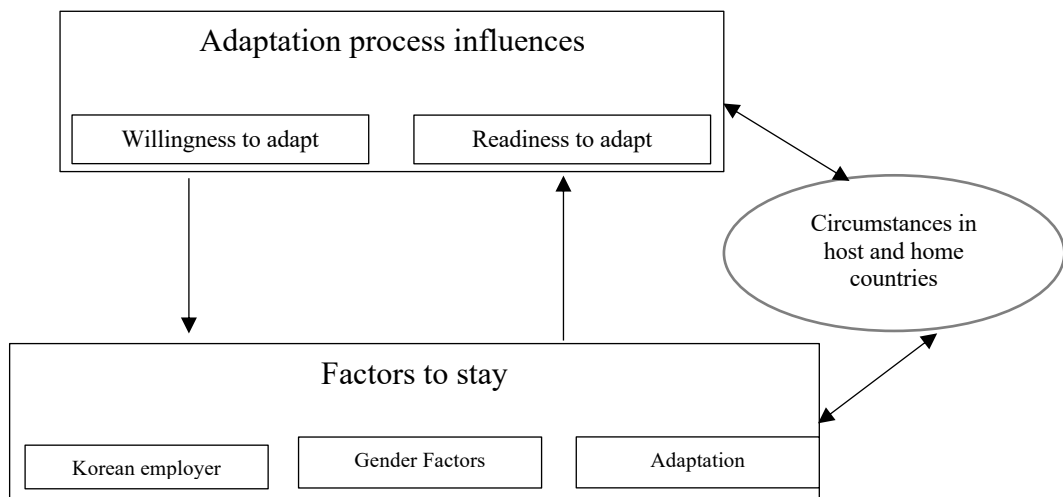 Adaptation process influences
Willingness to adapt
Readiness to adapt
Circumstances in
host and home
countries
Factors to stay
Korean employer
Gender Factors
Adaptation